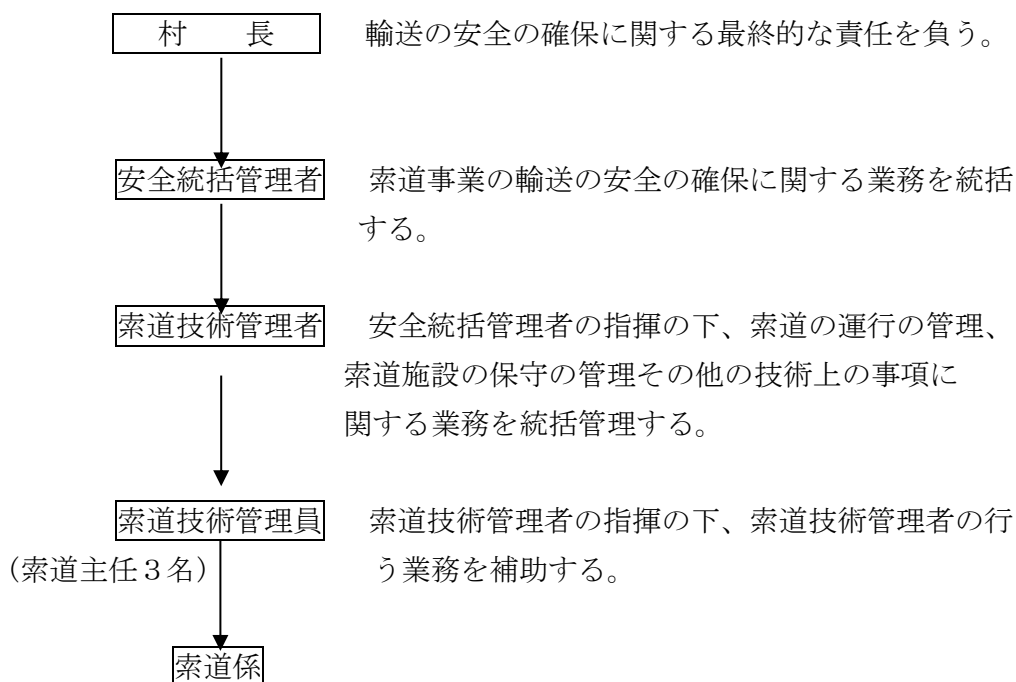 村　　長　輸送の安全の確保に関する最終的な責任を負う。
安全統括管理者　索道事業の輸送の安全の確保に関する業務を統括
する。
索道技術管理者　安全統括管理者の指揮の下、索道の運行の管理、
索道施設の保守の管理その他の技術上の事項に
関する業務を統括管理する。
索道技術管理員　索道技術管理者の指揮の下、索道技術管理者の行
（索道主任３名）　う業務を補助する。
索道係